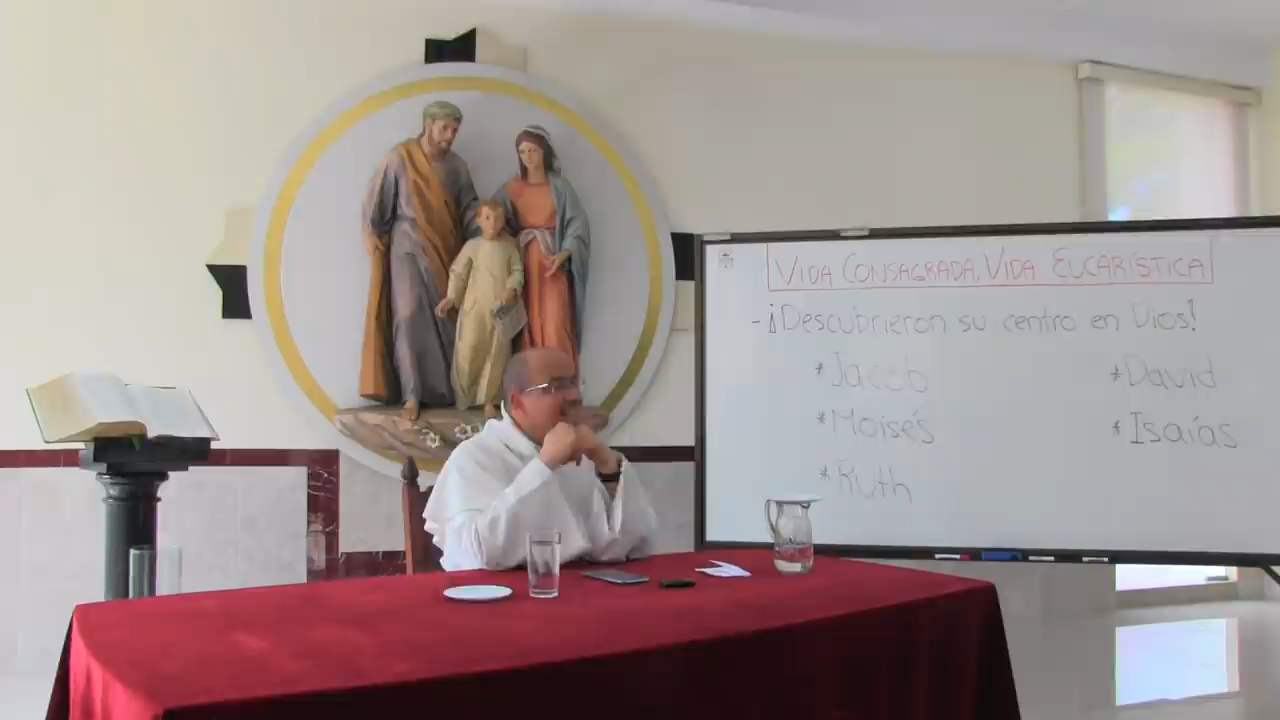 VIDA CONSAGRADA, VIDA EUCARÍSTICA
- ¡Descubrieron su centro en Dios!
* Jacob
* David
* Moisés
* Isaías
* Ruth